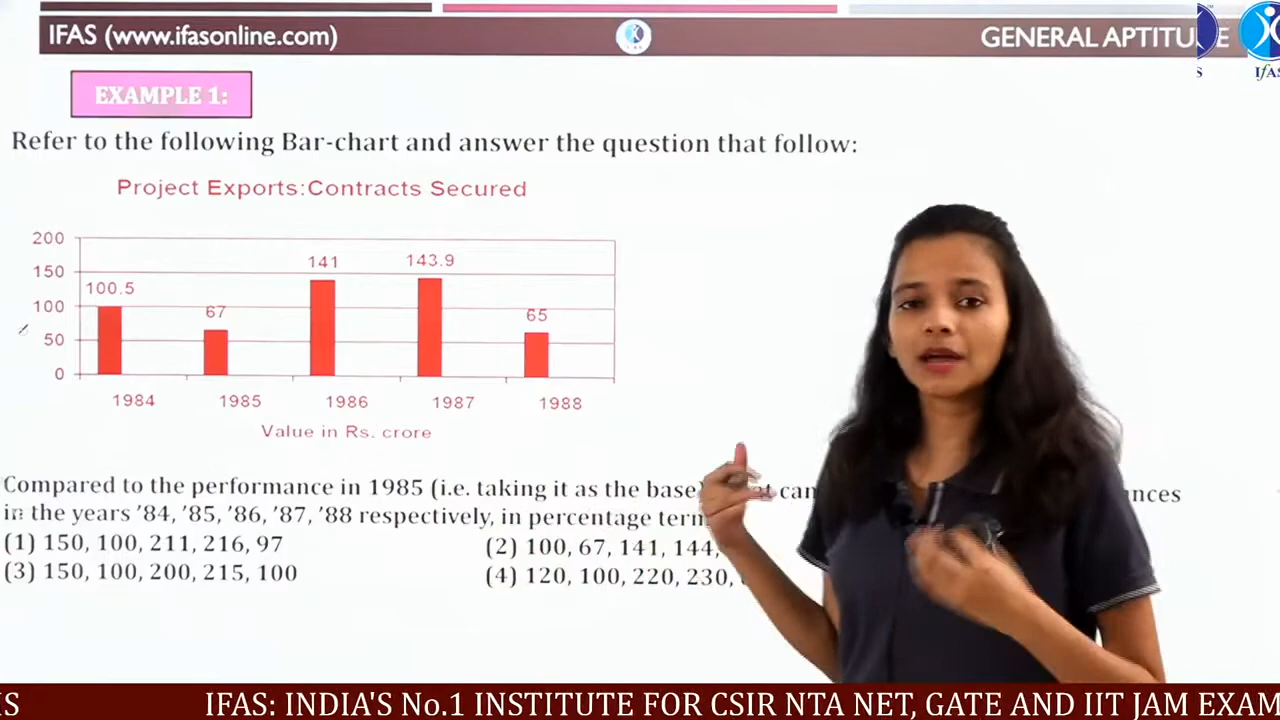 IFAS (www.ifasonline.com)
GENERAL APTITU E
EXAMPLE 1:
Refer to the following Bar-chart and answer the question that follow:
Project Exports:Contracts Secured
200
150
100
50
0
100.5
67
141
143.9
65
1984
1985
1986
1987
1988
Value in Rs. crore
Compared to the performance in 1985 (i.e. taking it as the base) can
in the years '84, '85, '86, '87, '88 respectively, in percentage
(1) 150, 100, 211, 216, 97
(2) 100, 67, 141, 144,
(3) 150, 100, 200, 215, 100
(4) 120, 100, 220, 230,
S IFAS: INDIA'S No.1 INSTITUTE FOR CSIR NTA NET, GATE AND IIT JAM EXAM